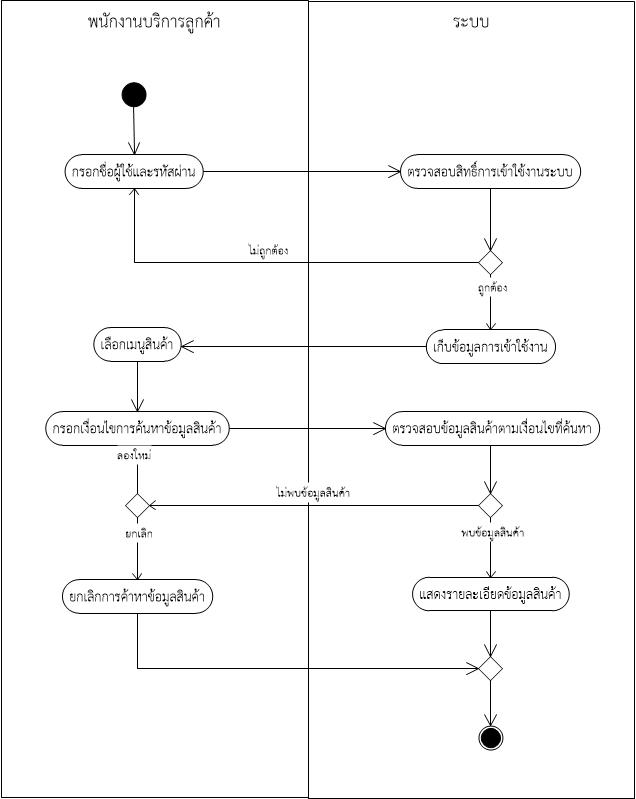 พนักงานบริการลูกค้า
ระบบ
กรอกชื่อผู้ใช้และรหัสผ่าน
ตรวจสอบสิทธิ์การเข้าใช้งานระบบ
ไม่ถูกต้อง
ถูกต้อง
เลือกเมนูสินค้า
เก็บข้อมูลการเข้าใช้งาน
กรอกเงื่อนไขการค้นหาข้อมูลสินค้า
ตรวจสอบข้อมูลสินค้าตามเงื่อนไขที่ค้นหา
ลองใหม่
ไม่พบข้อมูลสินค้า
ยกเลิก
พบข้อมูลสินค้า
ยกเลิกการค้าหาข้อมูลสินค้า
แสดงรายละเอียดข้อมูลสินค้า